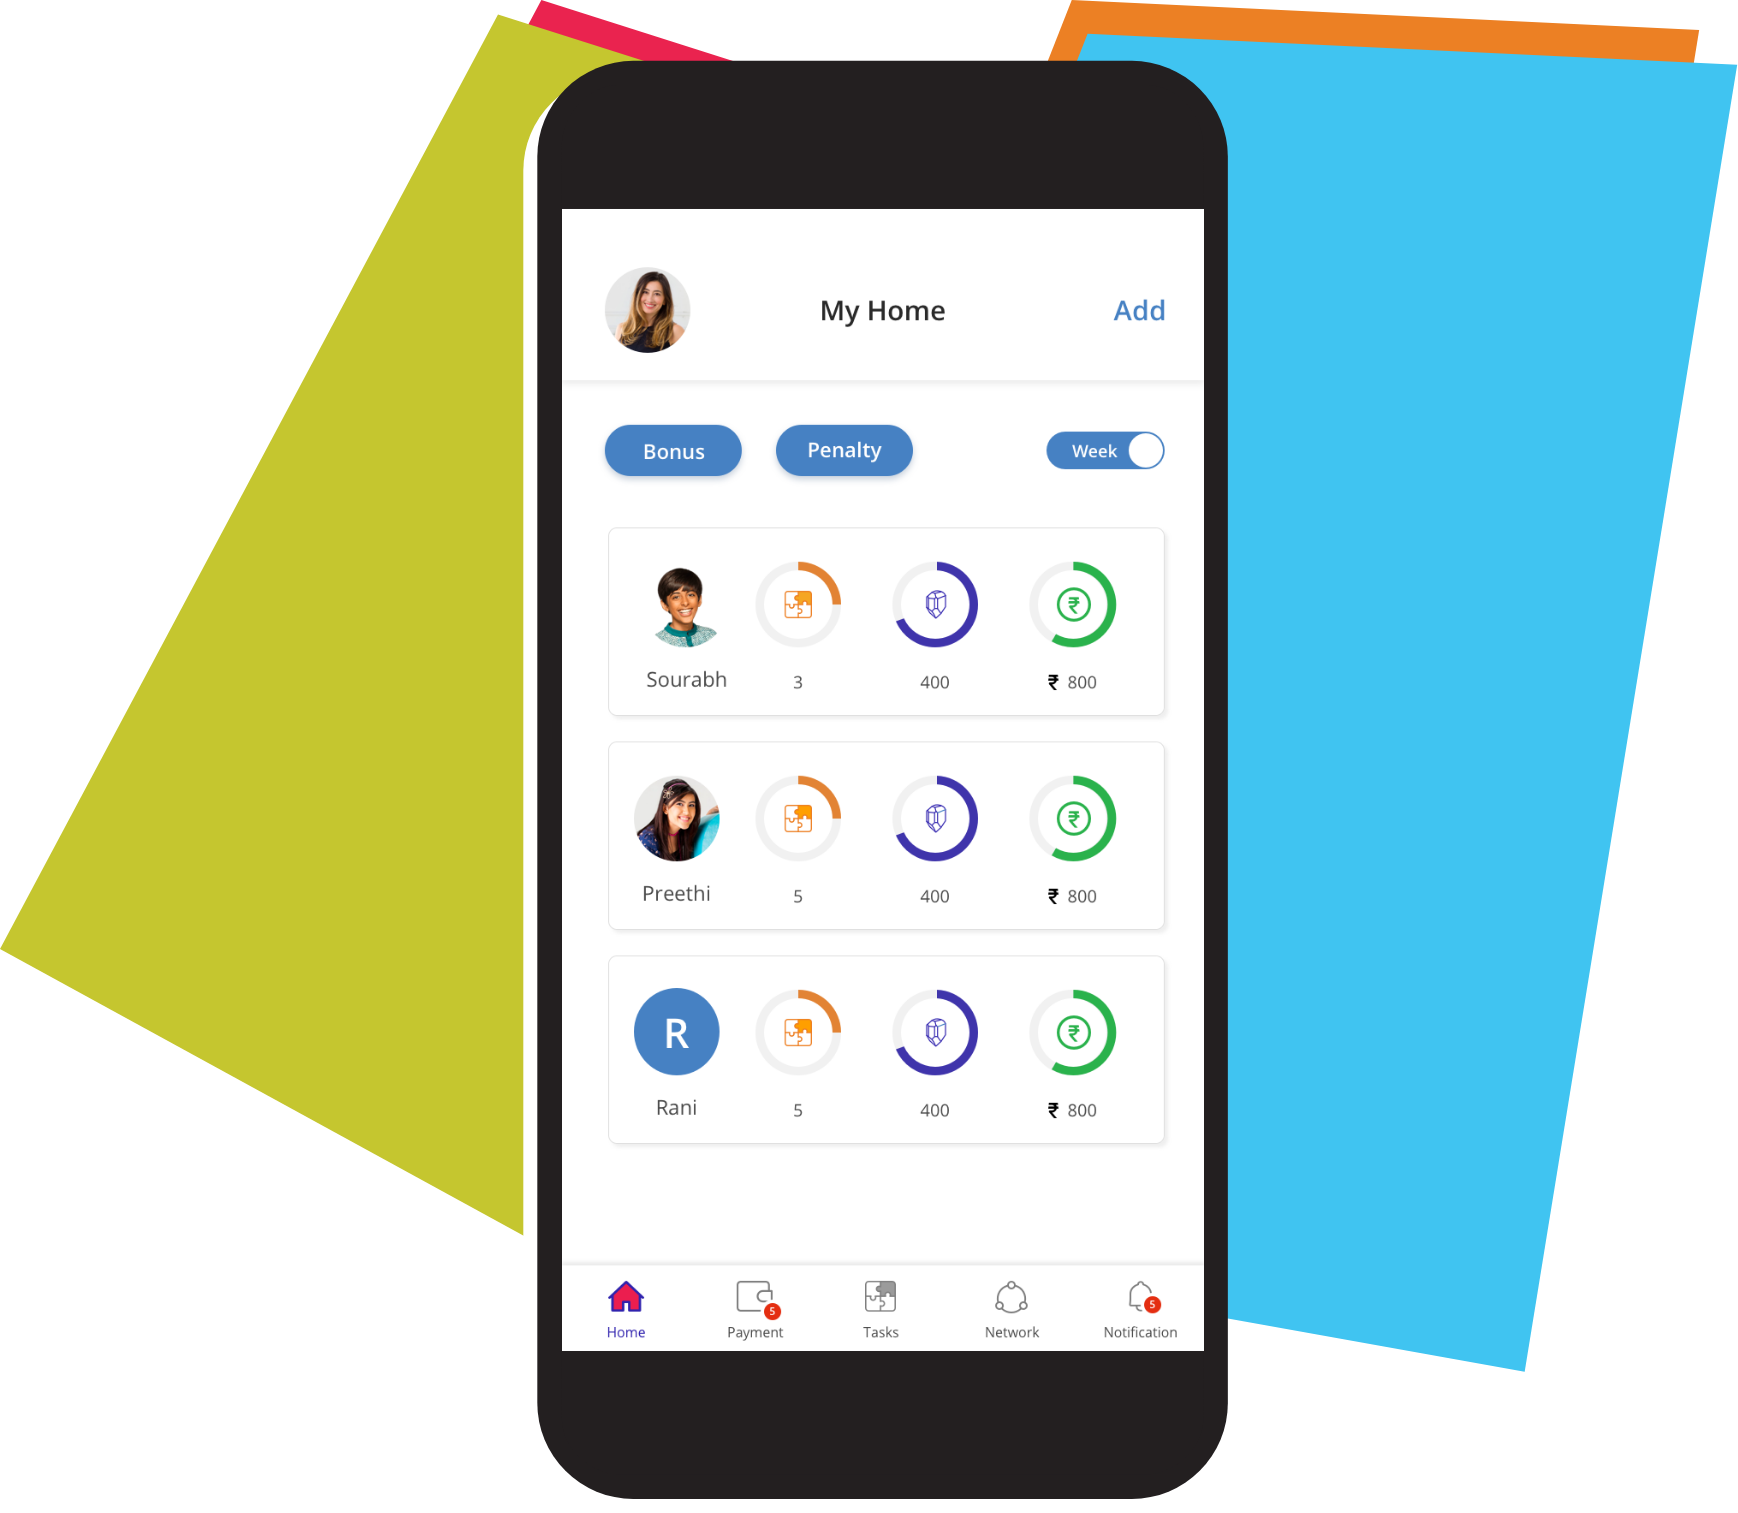 My Home
Add
Bonus
Penalty
Week
Sourabh
3
400
₹ 800
Preethi
5
400
₹ 800
R
Rani
5
400
₹ 800
5
5
Home
Payment
Tasks
Network
Notification